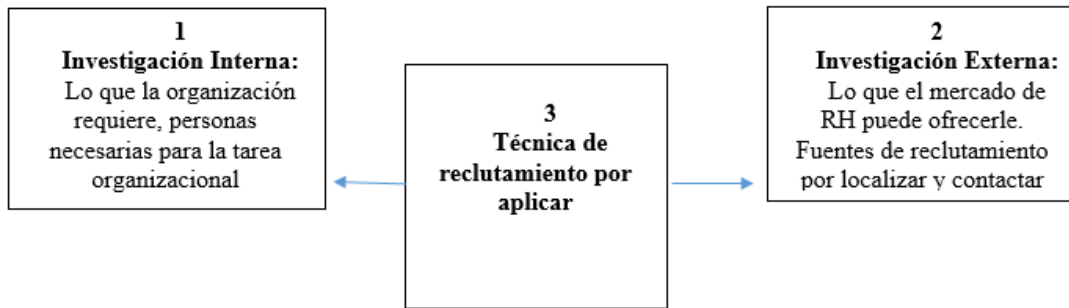 1
Investigación Interna:
Lo que la organización
requiere, personas
necesarias para la tarea
organizacional
3
Técnica de
reclutamiento por
aplicar
2
Investigación Externa:
Lo que el mercado de
RH puede ofrecerle.
Fuentes de reclutamiento
por localizar y contactar